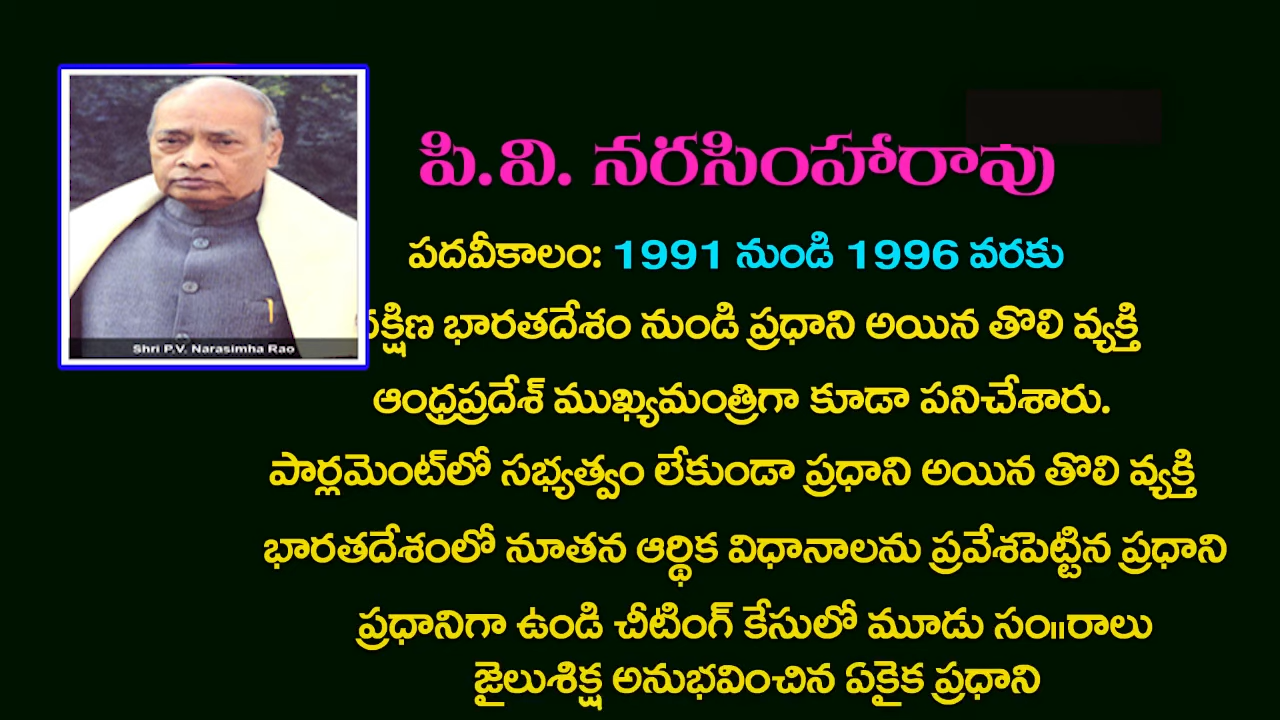 పి.వి. నరసింహారావు
పదవీకాలం: 1991 నుండి 1996 వరకు
భారతదేశం నుండి ప్రధాని అయిన తొలి వ్యక్తి
Shri P.V. Narasimha Rao
ఆంధ్రప్రదేశ్ ముఖ్యమంత్రిగా కూడా పనిచేశారు.
పార్లమెంట్‌లో సభ్యత్వం లేకుండా ప్రధాని అయిన తొలి వ్యక్తి
భారతదేశంలో నూతన ఆర్థిక విధానాలను ప్రవేశపెట్టిన ప్రధాని
ప్రధానిగా ఉండి చీటింగ్ కేసులో మూడు సం॥రాలు
జైలుశిక్ష అనుభవించిన ఏకైక ప్రధాని